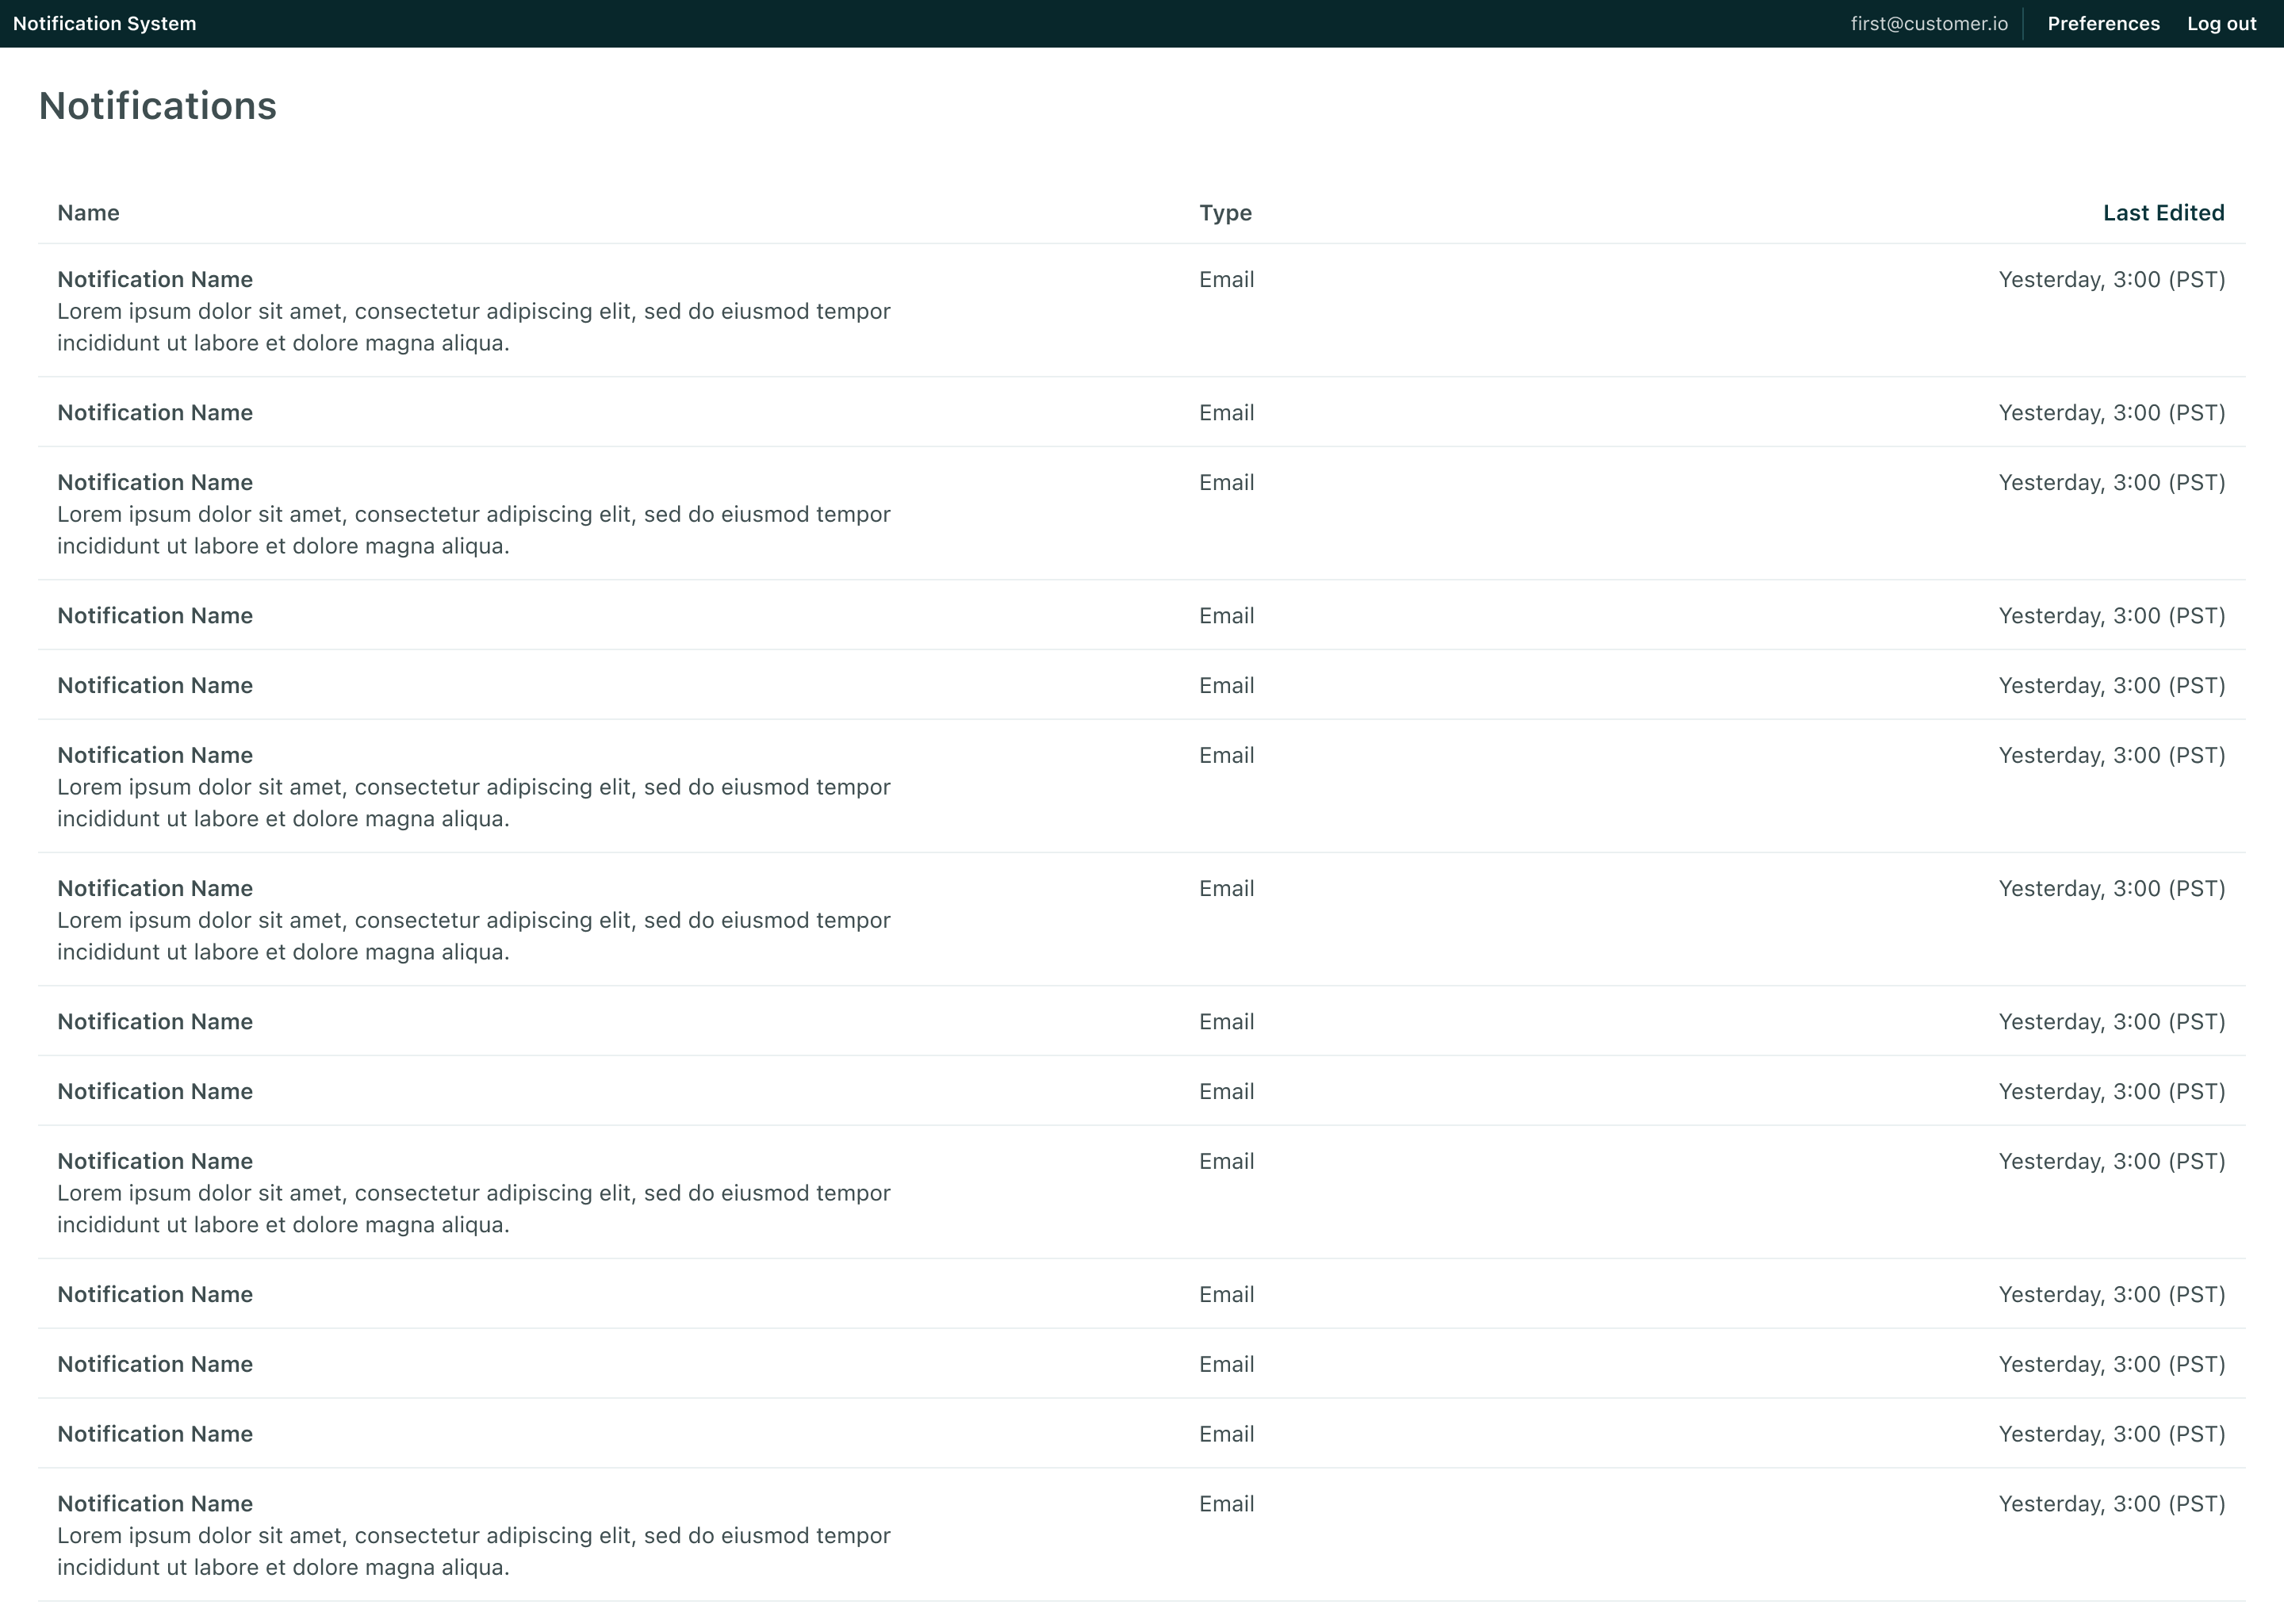 Notification System first@customer.io Preferences Log out
Notifications
Name Type Last Edited
Notification Name Email Yesterday, 3:00 (PST)
Lorem ipsum dolor sit amet, consectetur adipiscing elit, sed do eiusmod tempor
incididunt ut labore et dolore magna aliqua.
Notification Name Email Yesterday, 3:00 (PST)
Notification Name Email Yesterday, 3:00 (PST)
Lorem ipsum dolor sit amet, consectetur adipiscing elit, sed do eiusmod tempor
incididunt ut labore et dolore magna aliqua.
Notification Name Email Yesterday, 3:00 (PST)
Notification Name Email Yesterday, 3:00 (PST)
Notification Name Email Yesterday, 3:00 (PST)
Lorem ipsum dolor sit amet, consectetur adipiscing elit, sed do eiusmod tempor
incididunt ut labore et dolore magna aliqua.
Notification Name Email Yesterday, 3:00 (PST)
Lorem ipsum dolor sit amet, consectetur adipiscing elit, sed do eiusmod tempor
incididunt ut labore et dolore magna aliqua.
Notification Name Email Yesterday, 3:00 (PST)
Notification Name Email Yesterday, 3:00 (PST)
Notification Name Email Yesterday, 3:00 (PST)
Lorem ipsum dolor sit amet, consectetur adipiscing elit, sed do eiusmod tempor
incididunt ut labore et dolore magna aliqua.
Notification Name Email Yesterday, 3:00 (PST)
Notification Name Email Yesterday, 3:00 (PST)
Notification Name Email Yesterday, 3:00 (PST)
Notification Name Email Yesterday, 3:00 (PST)
Lorem ipsum dolor sit amet, consectetur adipiscing elit, sed do eiusmod tempor
incididunt ut labore et dolore magna aliqua.